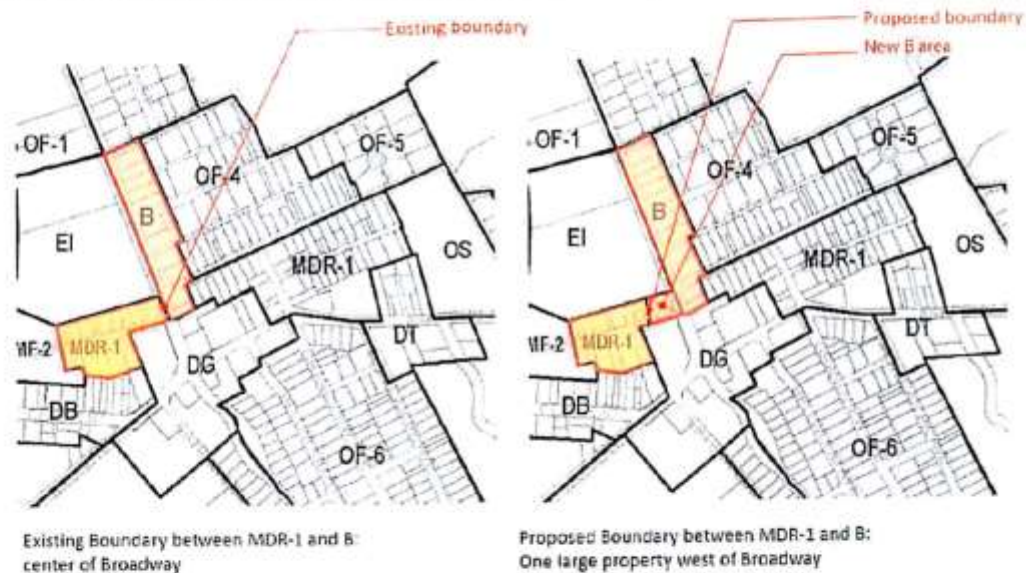 Existing boundary
OF-1
OF-5
OF-4
B
EI
OS
MDR-1
MF-2
MDR-1
DT
DG
DB
OF-6
Existing Boundary between MDR-1 and B:
center of Broadway
Proposed boundary
New B area
OF-1
OF-5
OF-4
B
EI
OS
MDR-1
MF-2
MDR-1
DT
DG
DB
OF-6
Proposed Boundary between MDR-1 and B:
One large property west of Broadway